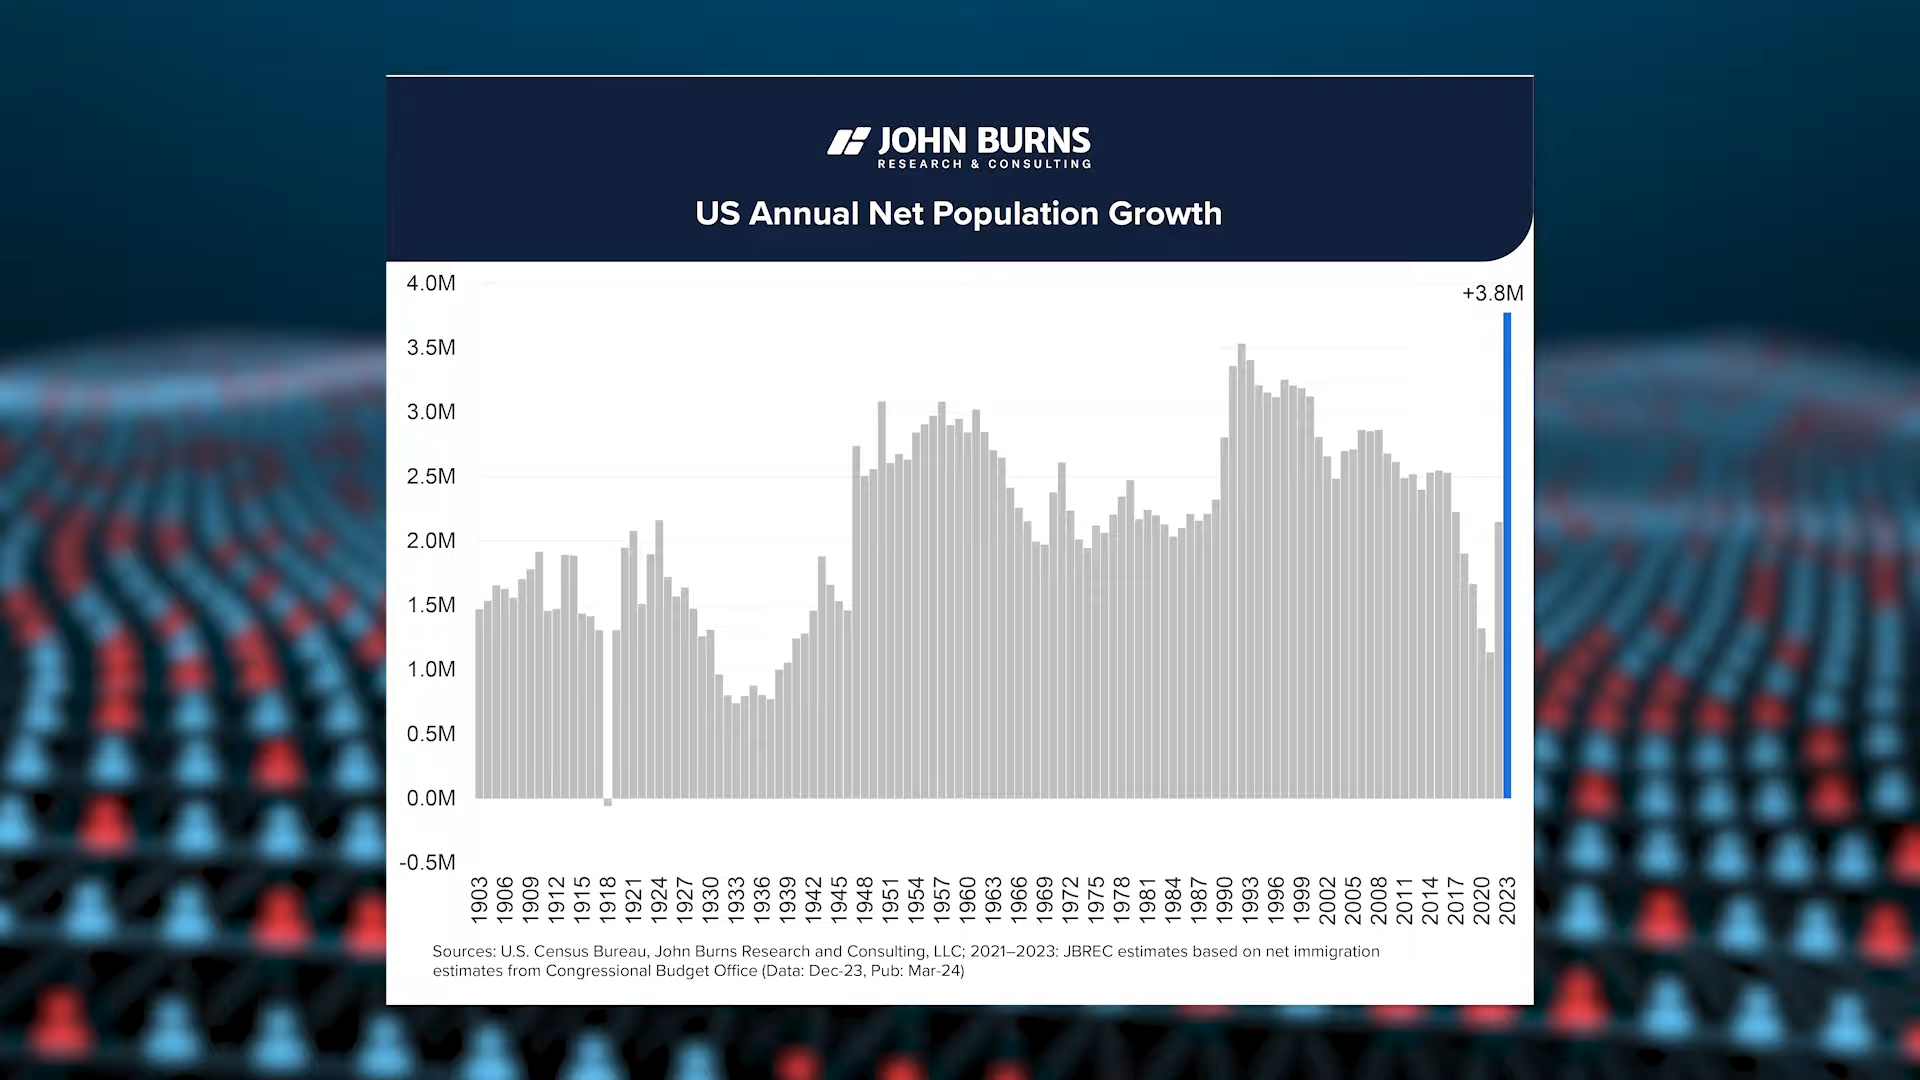 JOHN BURNS
RESEARCH & CONSULTING
US Annual Net Population Growth
4.0M
+3.8M
3.5M
3.0M
2.5M
2.0M
1.5M
1.0M
0.5M
0.0M
-0.5M
1903
1906
1909
1912
1915
1918
1921
1924
1927
1930
1933
1936
1939
1942
1945
1948
1951
1954
1957
1960
1963
1966
1969
1972
1975
1978
1981
1984
1987
1990
1993
1996
1999
2002
2005
2008
2011
2014
2017
2020
2023
Sources: U.S. Census Bureau, John Burns Research and Consulting, LLC; 2021–2023: JBREC estimates based on net immigration
estimates from Congressional Budget Office (Data: Dec-23, Pub: Mar-24)